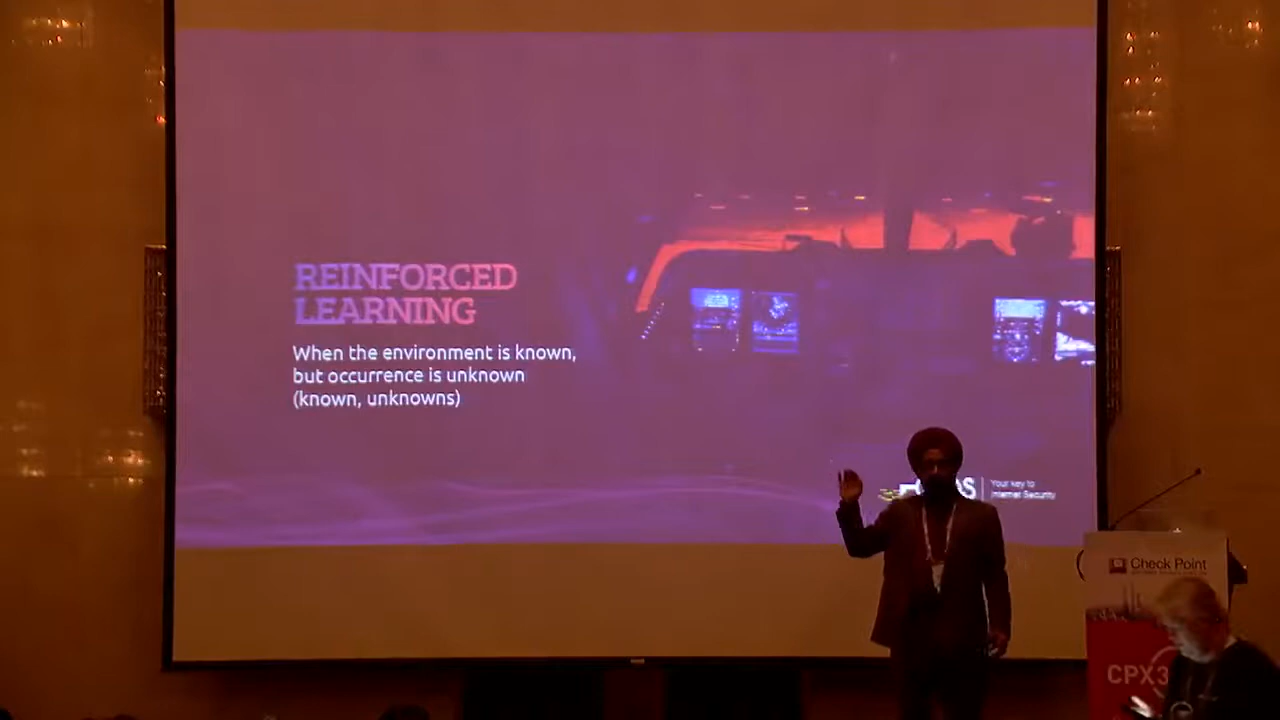 REINFORCED
LEARNING
When the environment is known,
but occurrence is unknown
(known, unknowns)
Your key to
Internet Security
Check Point
CPX3